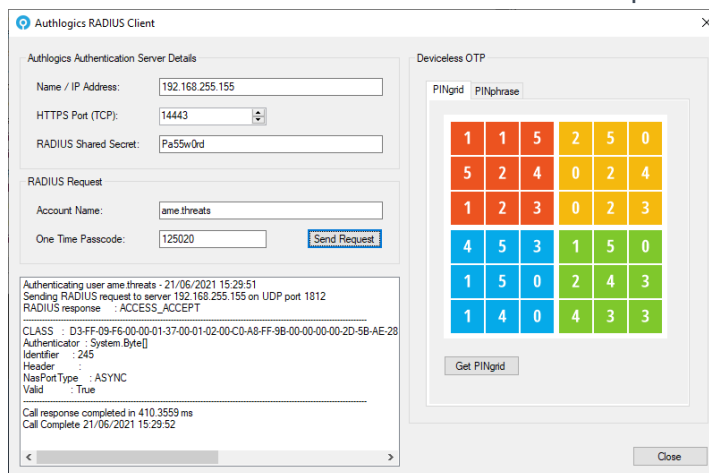 Authlogics RADIUS Client
Authlogics Authentication Server Details
Name / IP Address: 192.168.255.155
HTTPS Port (TCP): 14443
RADIUS Shared Secret: Pa55w0rd
RADIUS Request
Account Name: ame.threats
One Time Passcode: 125020
Send Request
Authenticating user ame.threats - 21/06/2021 15:29:51
Sending RADIUS request to server 192.168.255.155 on UDP port 1812
RADIUS response : ACCESS_ACCEPT
CLASS : D3-FF-09-F6-00-00-01-37-00-01-02-00-C0-A8-FF-9B-00-00-00-00-2D-5B-AE-28
Authenticator : System.Byte[]
Identifier : 245
Header :
NasPortType : ASYNC
Valid : True
Call response completed in 410.3559 ms
Call Complete 21/06/2021 15:29:52
Deviceless OTP
PINgrid PINphrase
1 1 5 2 5 0
5 2 4 0 2 4
1 2 3 0 2 3
4 5 3 1 5 0
1 5 0 2 4 3
1 4 0 4 3 3
Get PINgrid
Close